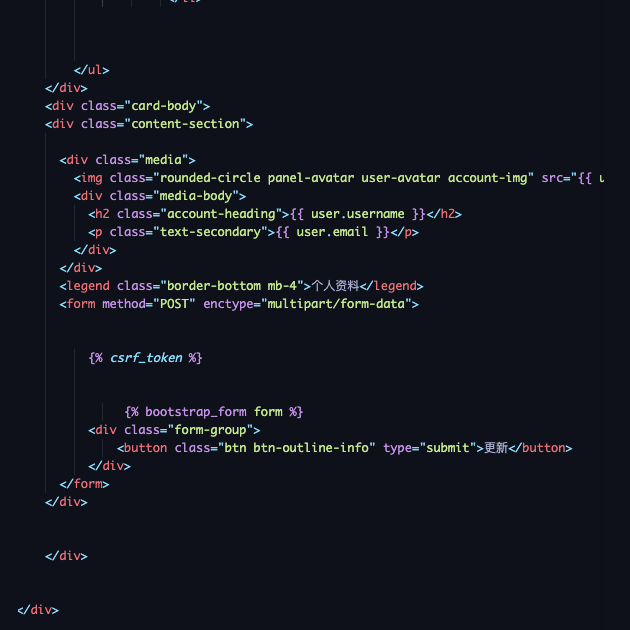 </ul>
</div>
<div class="card-body">
<div class="content-section">
<div class="media">
<img class="rounded-circle panel-avatar user-avatar account-img" src="{{ u
<div class="media-body">
<h2 class="account-heading">{{ user.username }}</h2>
<p class="text-secondary">{{ user.email }}</p>
</div>
</div>
<legend class="border-bottom mb-4">个人资料</legend>
<form method="POST" enctype="multipart/form-data">
{% csrf_token %}
{% bootstrap_form form %}
<div class="form-group">
<button class="btn btn-outline-info" type="submit">更新</button>
</div>
</form>
</div>
</div>
</div>